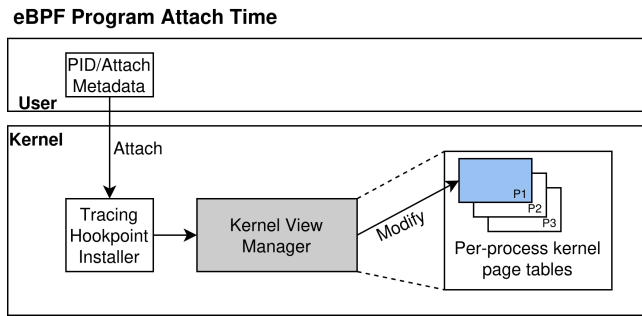 eBPF Program Attach Time
PID/Attach
Metadata
User
Kernel
Attach
Tracing
Hookpoint
Installer
Kernel View
Manager
Modify
P1
P2
P3
Per-process kernel
page tables